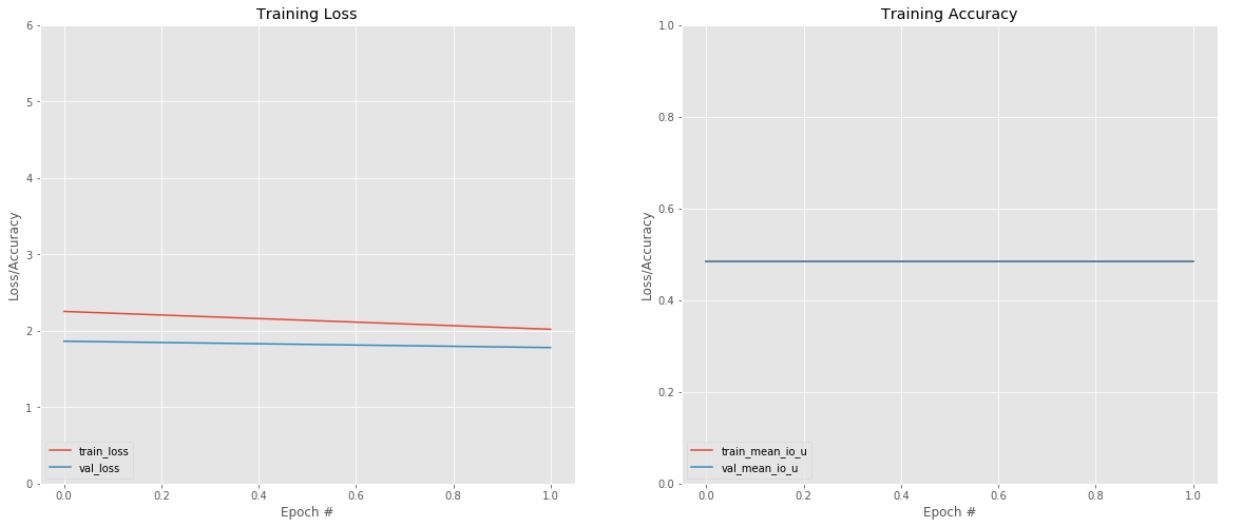 Training Loss
6
5
4
3
2
1
0
Loss/Accuracy
train_loss
val_loss
0.0 0.2 0.4 0.6 0.8 1.0
Epoch #
Training Accuracy
1.0
0.8
0.6
0.4
0.2
0.0
Loss/Accuracy
train_mean_io_u
val_mean_io_u
0.0 0.2 0.4 0.6 0.8 1.0
Epoch #